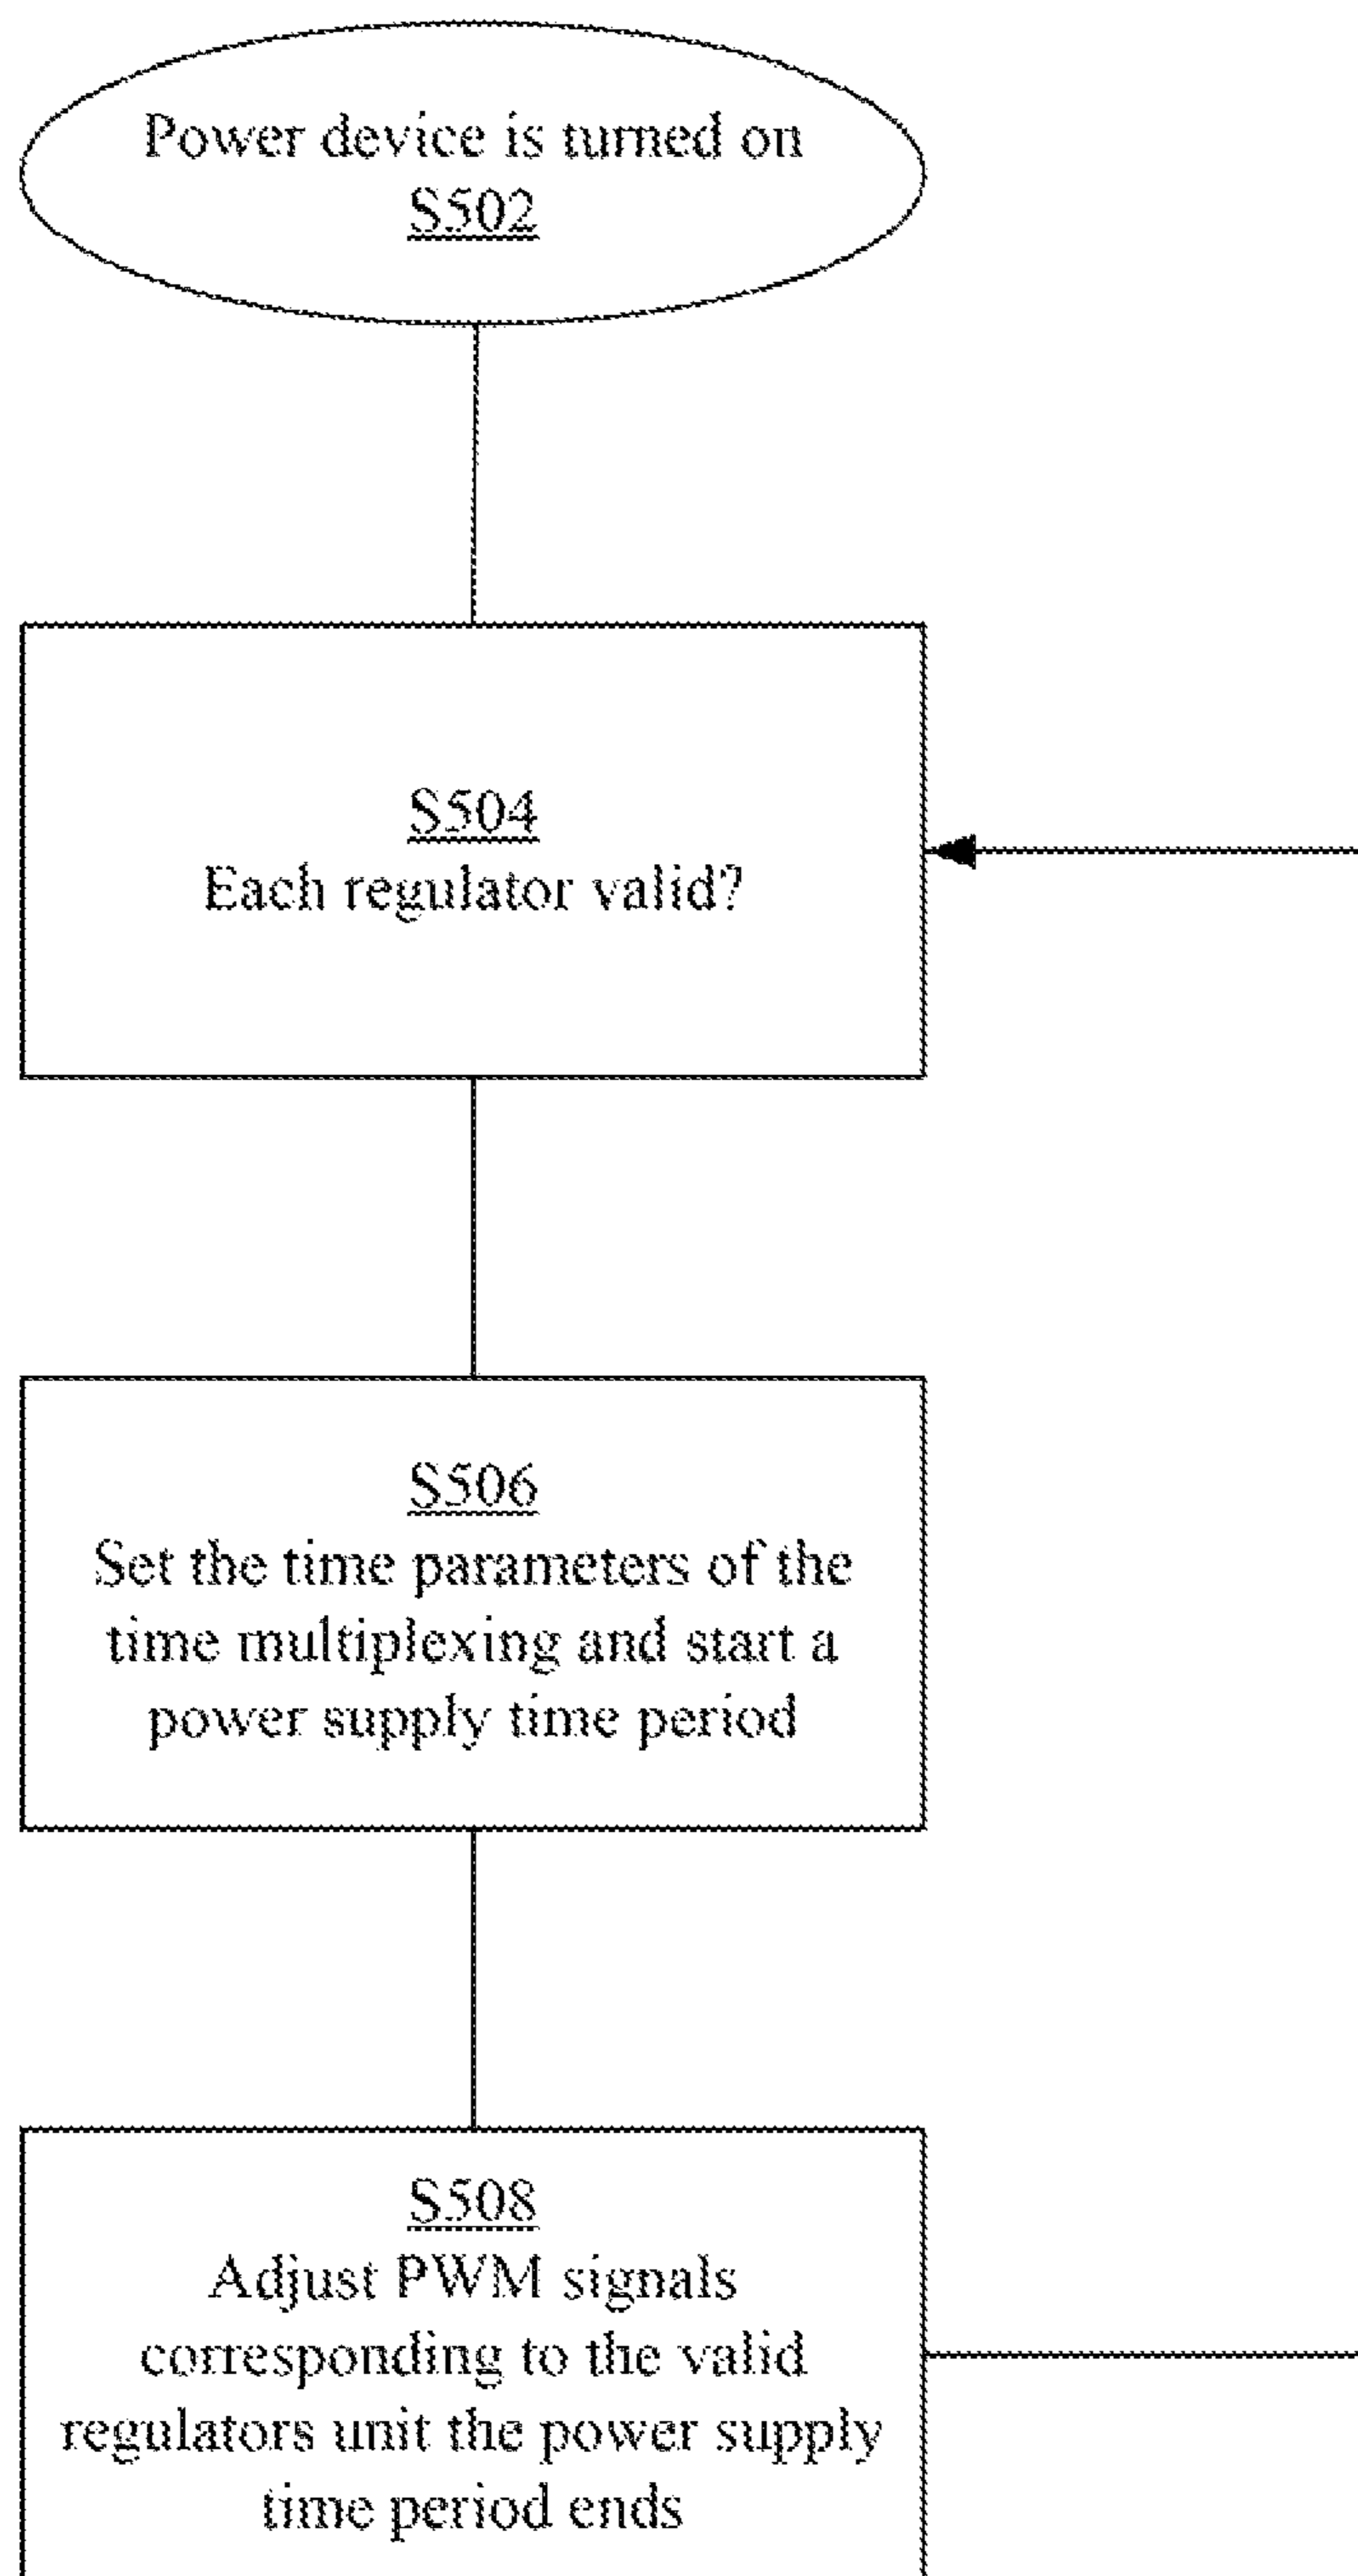 Power device is turned on
S502
S504
Each regulator valid?
S506
Set the time parameters of the
time multiplexing and start a
power supply time period
S508
Adjust PWM signals
corresponding to the valid
regulators unit the power supply
time period ends